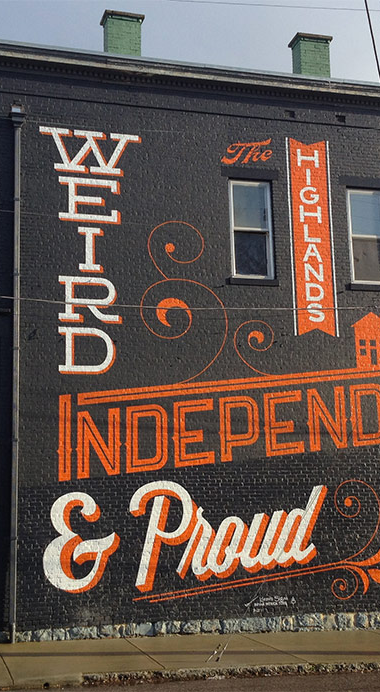 WEIRD
The
HIGHLANDS
INDEPEND
& Proud